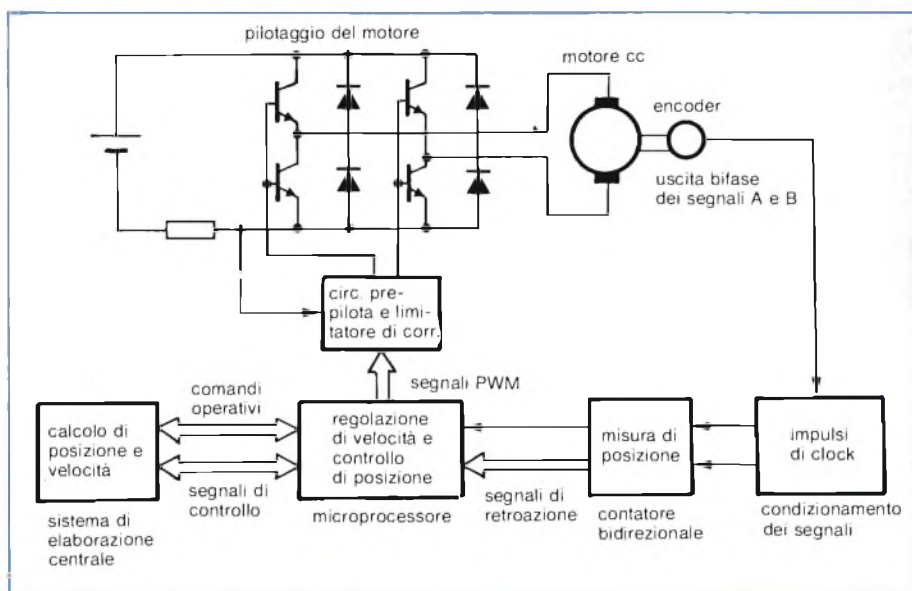 pilotaggio del motore
motore cc
encoder
uscita bifase
dei segnali A e B
circ. pre-
pilota e limi-
tatore di corr.
segnali PWM
comandi
operativi
calcolo di
posizione e
velocità
segnali di
controllo
sistema di
elaborazione
centrale
regolazione
di velocità e
controllo
di posizione
microprocessore
segnali di
retroazione
misura di
posizione
contatore
bidirezionale
impulsi
di clock
condizionamento
dei segnali